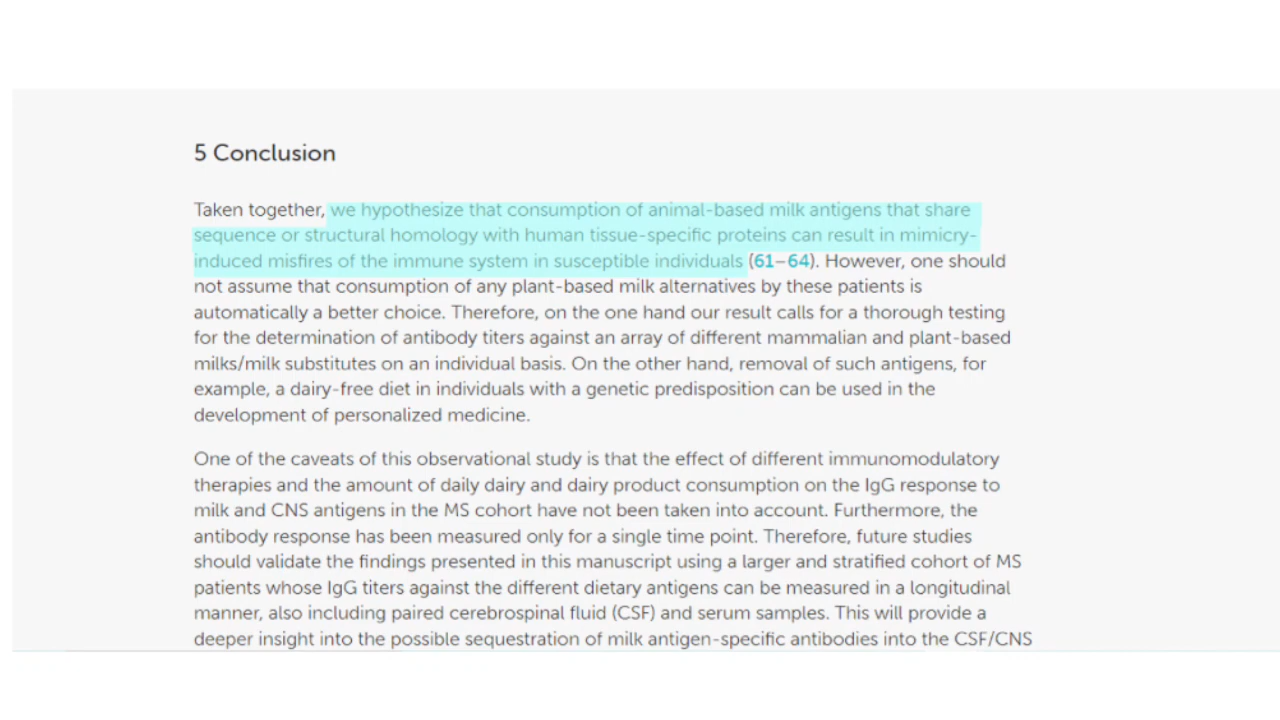 5 Conclusion
Taken together, we hypothesize that consumption of animal-based milk antigens that share
sequence or structural homology with human tissue-specific proteins can result in mimicry-
induced misfires of the immune system in susceptible individuals (61–64). However, one should
not assume that consumption of any plant-based milk alternatives by these patients is
automatically a better choice. Therefore, on the one hand our result calls for a thorough testing
for the determination of antibody titers against an array of different mammalian and plant-based
milks/milk substitutes on an individual basis. On the other hand, removal of such antigens, for
example, a dairy-free diet in individuals with a genetic predisposition can be used in the
development of personalized medicine.
One of the caveats of this observational study is that the effect of different immunomodulatory
therapies and the amount of daily dairy and dairy product consumption on the IgG response to
milk and CNS antigens in the MS cohort have not been taken into account. Furthermore, the
antibody response has been measured only for a single time point. Therefore, future studies
should validate the findings presented in this manuscript using a larger and stratified cohort of MS
patients whose IgG titers against the different dietary antigens can be measured in a longitudinal
manner, also including paired cerebrospinal fluid (CSF) and serum samples. This will provide a
deeper insight into the possible sequestration of milk antigen-specific antibodies into the CSF/CNS